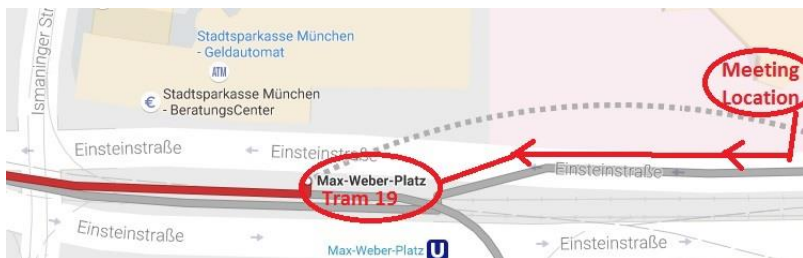 Ismaninger Str
Stadtsparkasse München
- Geldautomat
ATM
€
Stadtsparkasse München
- BeratungsCenter
Meeting
Location
Einsteinstraße
Einsteinstraße
Max-Weber-Platz
Tram 19
Einsteinstraße
Einsteinstraße
Max-Weber-Platz U
Einsteinstraße